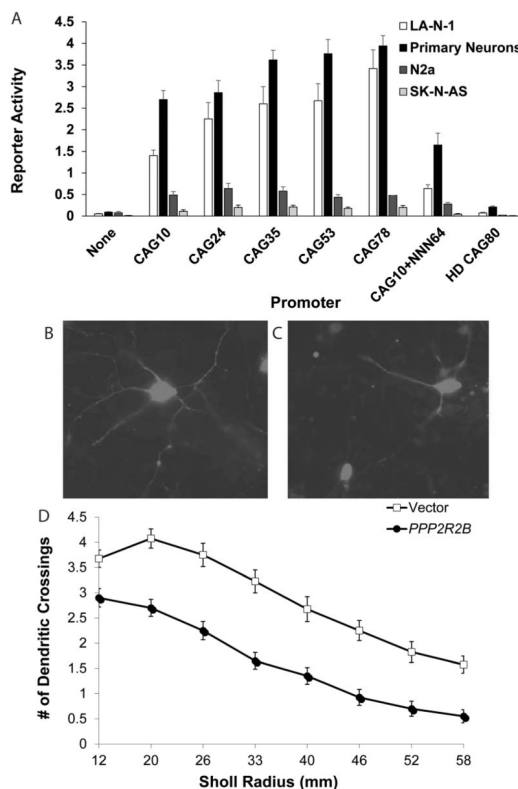 A
4.5
4
3.5
3
2.5
2
1.5
1
0.5
0
Reporter Activity
LA-N-1
Primary Neurons
N2a
SK-N-AS
None
CAG10
CAG24
CAG35
CAG53
CAG78
CAG10+NNN64
HD CAG80
Promoter
B
C
D
Vector
PPP2R2B
4.5
4
3.5
3
2.5
2
1.5
1
0.5
0
# of Dendritic Crossings
12 20 26 33 40 46 52 58
Sholl Radius (mm)